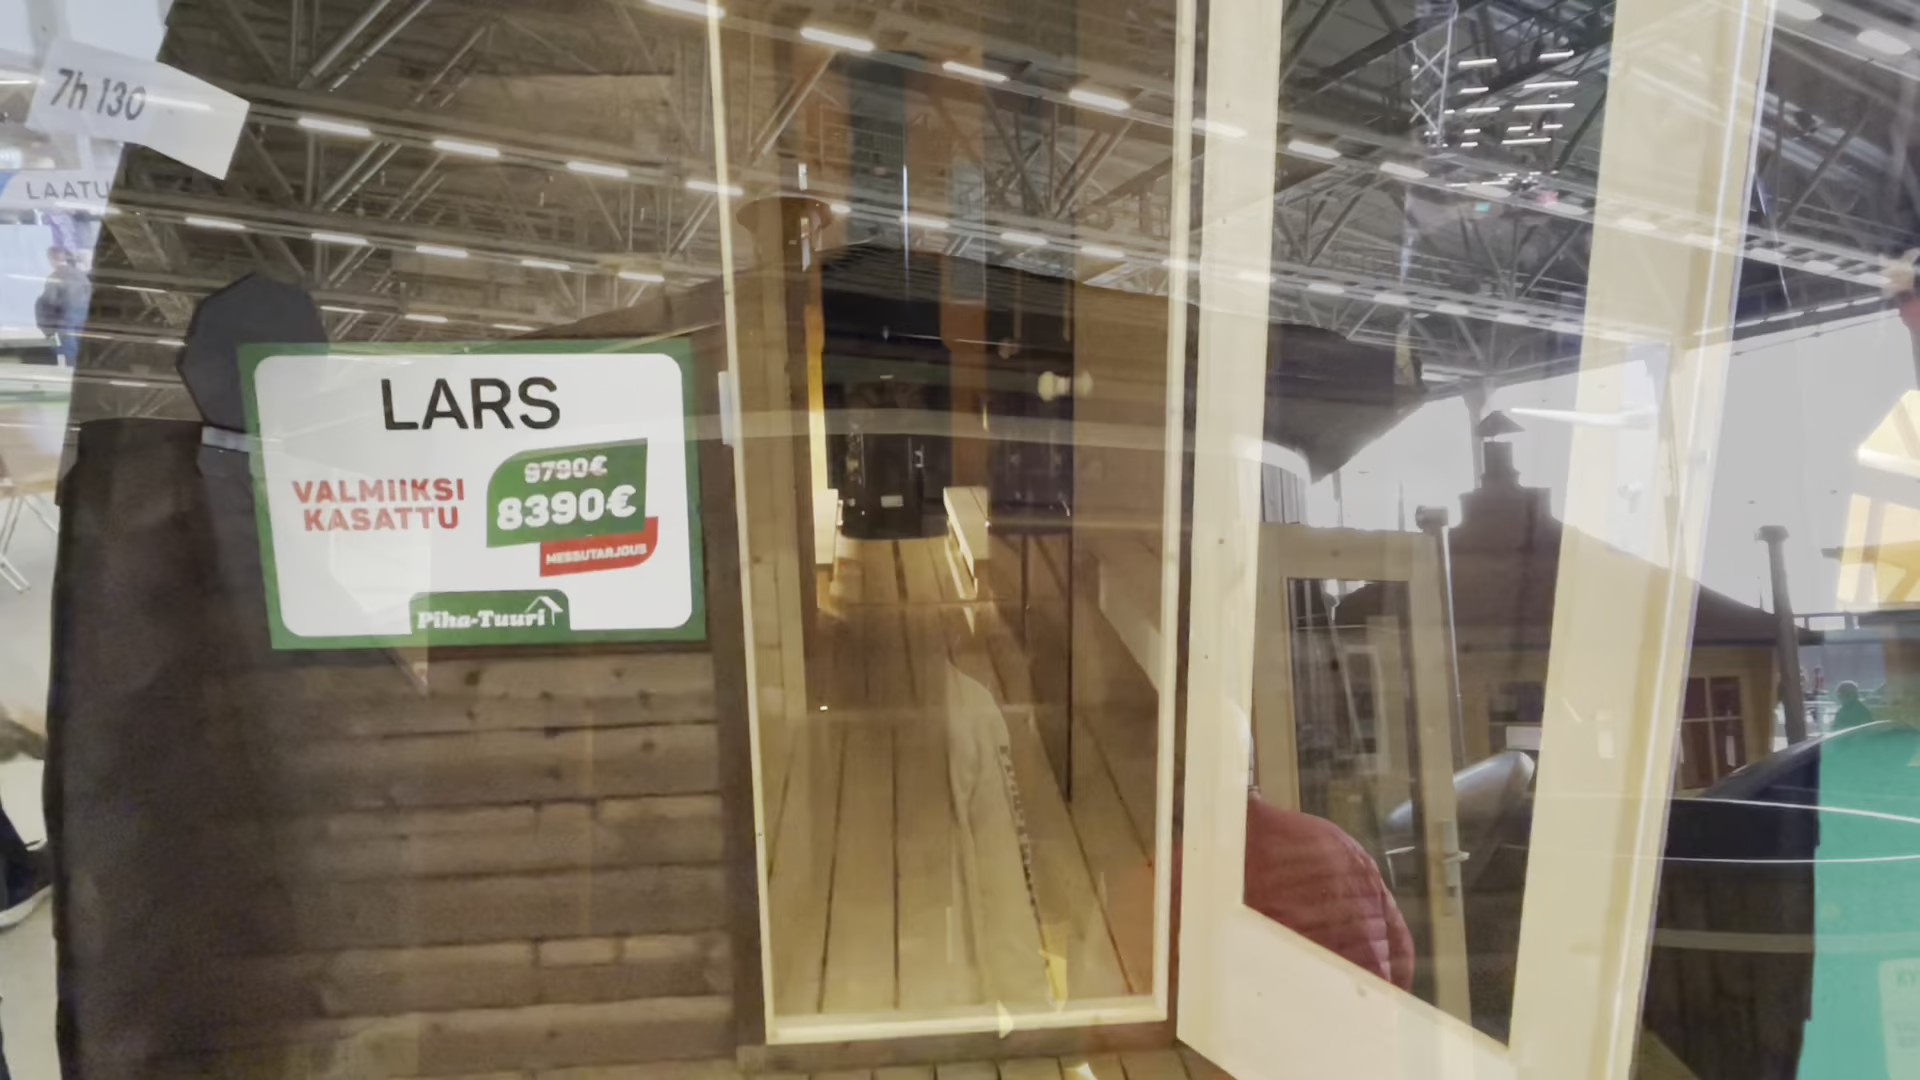 7h 130
LAATU
LARS
VALMIIKSI
KASATTU
9790€
8390€
MESSUTARJOUS
Piha-Tuuri